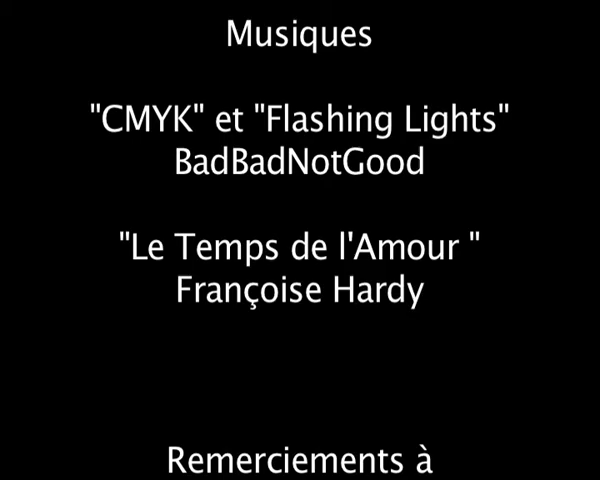 Musiques
"CMYK" et "Flashing Lights"
BadBadNotGood
"Le Temps de l'Amour "
Françoise Hardy
Remerciements à